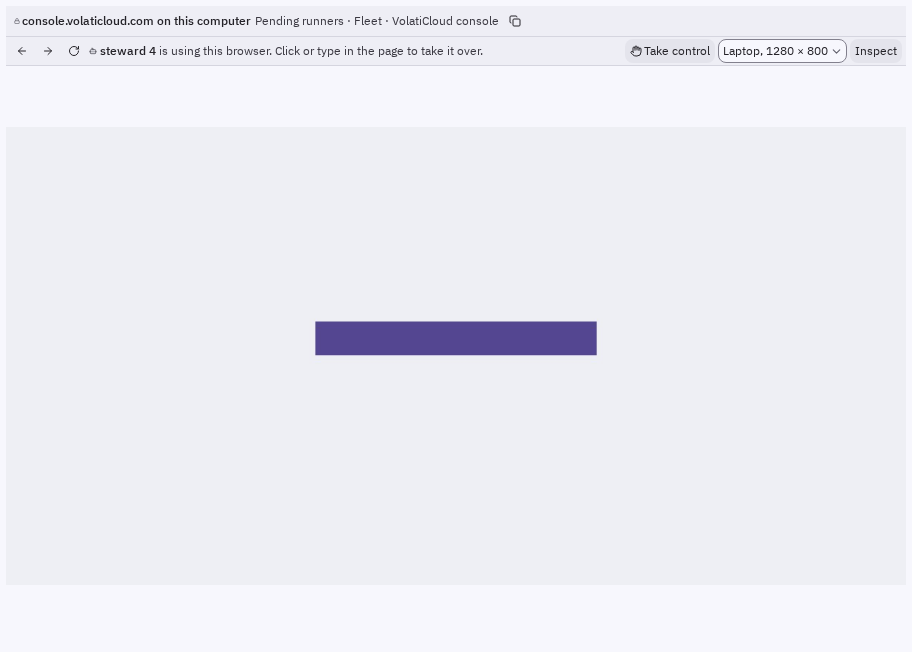 console.volaticloud.com on this computer Pending runners · Fleet · VolatiCloud console
steward 4 is using this browser. Click or type in the page to take it over. Take control Laptop, 1280 × 800 Inspect